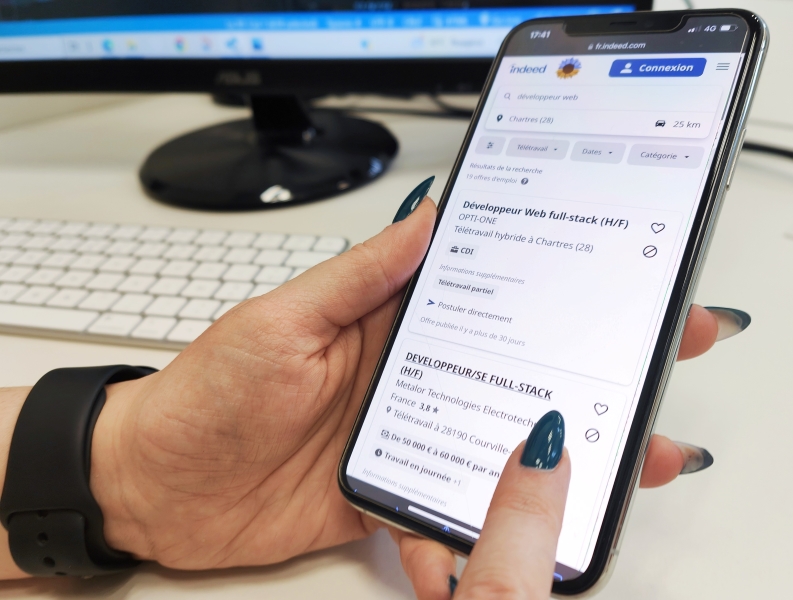 ASUS
17:41
4G
fr.indeed.com
indeed
Connexion
développeur web
Chartres (28)
25 km
Télétravail
Dates
Catégorie
Résultats de la recherche
19 offres d'emploi
Développeur Web full-stack (H/F)
OPTI-ONE
Télétravail hybride à Chartres (28)
CDI
Informations supplémentaires
Télétravail partiel
Postuler directement
Offre publiée il y a plus de 30 jours
DEVELOPPEUR/SE FULL-STACK
(H/F)
Metalor Technologies Electrotech
France 3,8 ★
Télétravail à 28190 Courville-
De 50 000 € à 60 000 € par an
Travail en journée +1
Informations supplémentaires